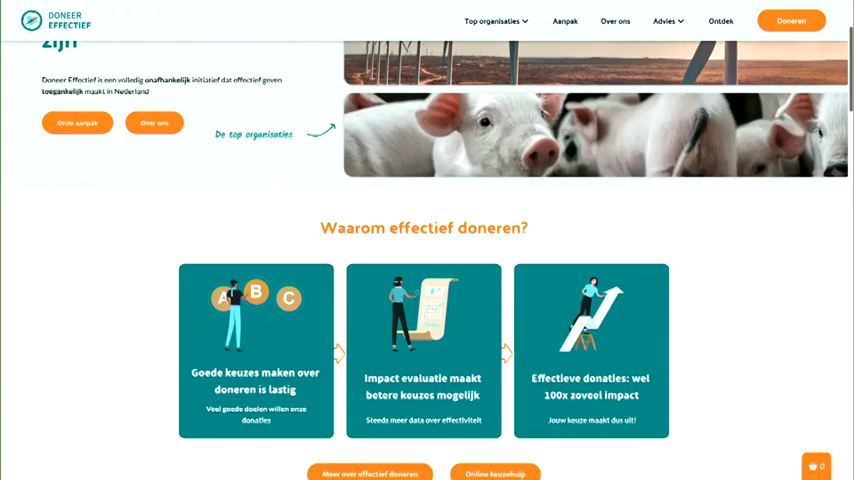 DONEER
EFFECTIEF
Top organisaties
Aanpak
Over ons
Advies
Ontdek
Doneren
zijn
Doneer Effectief is een volledig onafhankelijk initiatief dat effectief geven
toegankelijk maakt in Nederland
Onze aanpak
Over ons
De top organisaties
Waarom effectief doneren?
A B C
Goede keuzes maken over
doneren is lastig
Veel goede doelen willen onze
donaties
Impact evaluatie maakt
betere keuzes mogelijk
Steeds meer data over effectiviteit
Effectieve donaties: wel
100x zoveel impact
Jouw keuze maakt dus uit!
Meer over effectief doneren
Online keuzehulp
0